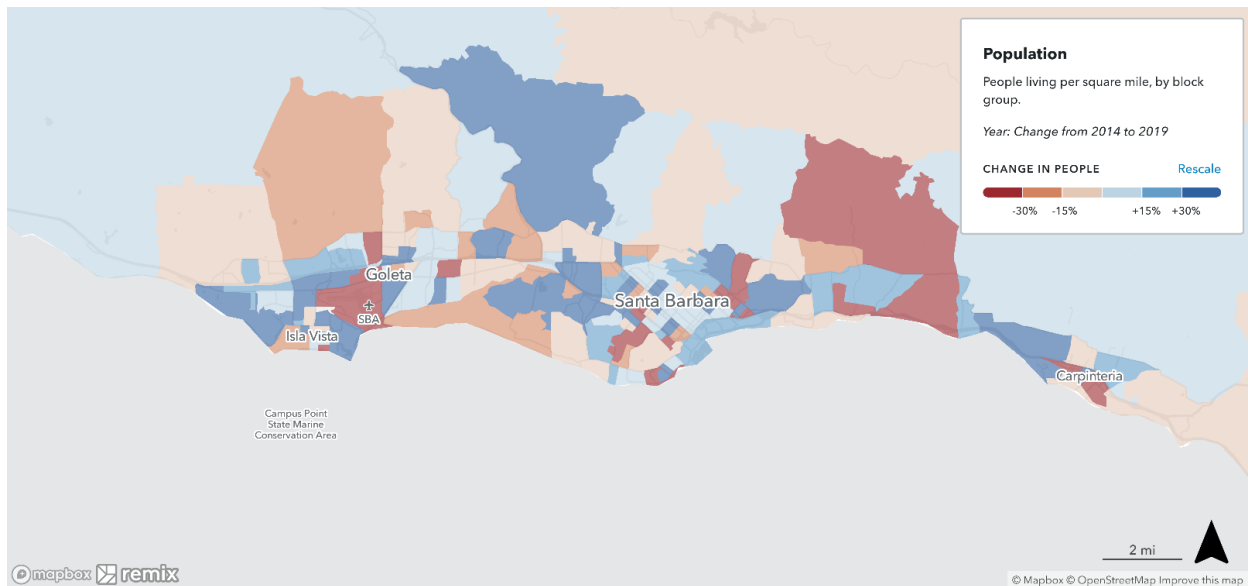 Population
People living per square mile, by block
group.
Year: Change from 2014 to 2019
CHANGE IN PEOPLE Rescale
-30% -15% +15% +30%
Goleta
Santa Barbara
SBA
Isla Vista
Carpinteria
Campus Point
State Marine
Conservation Area
2 mi
mapbox remix
© Mapbox © OpenStreetMap Improve this map